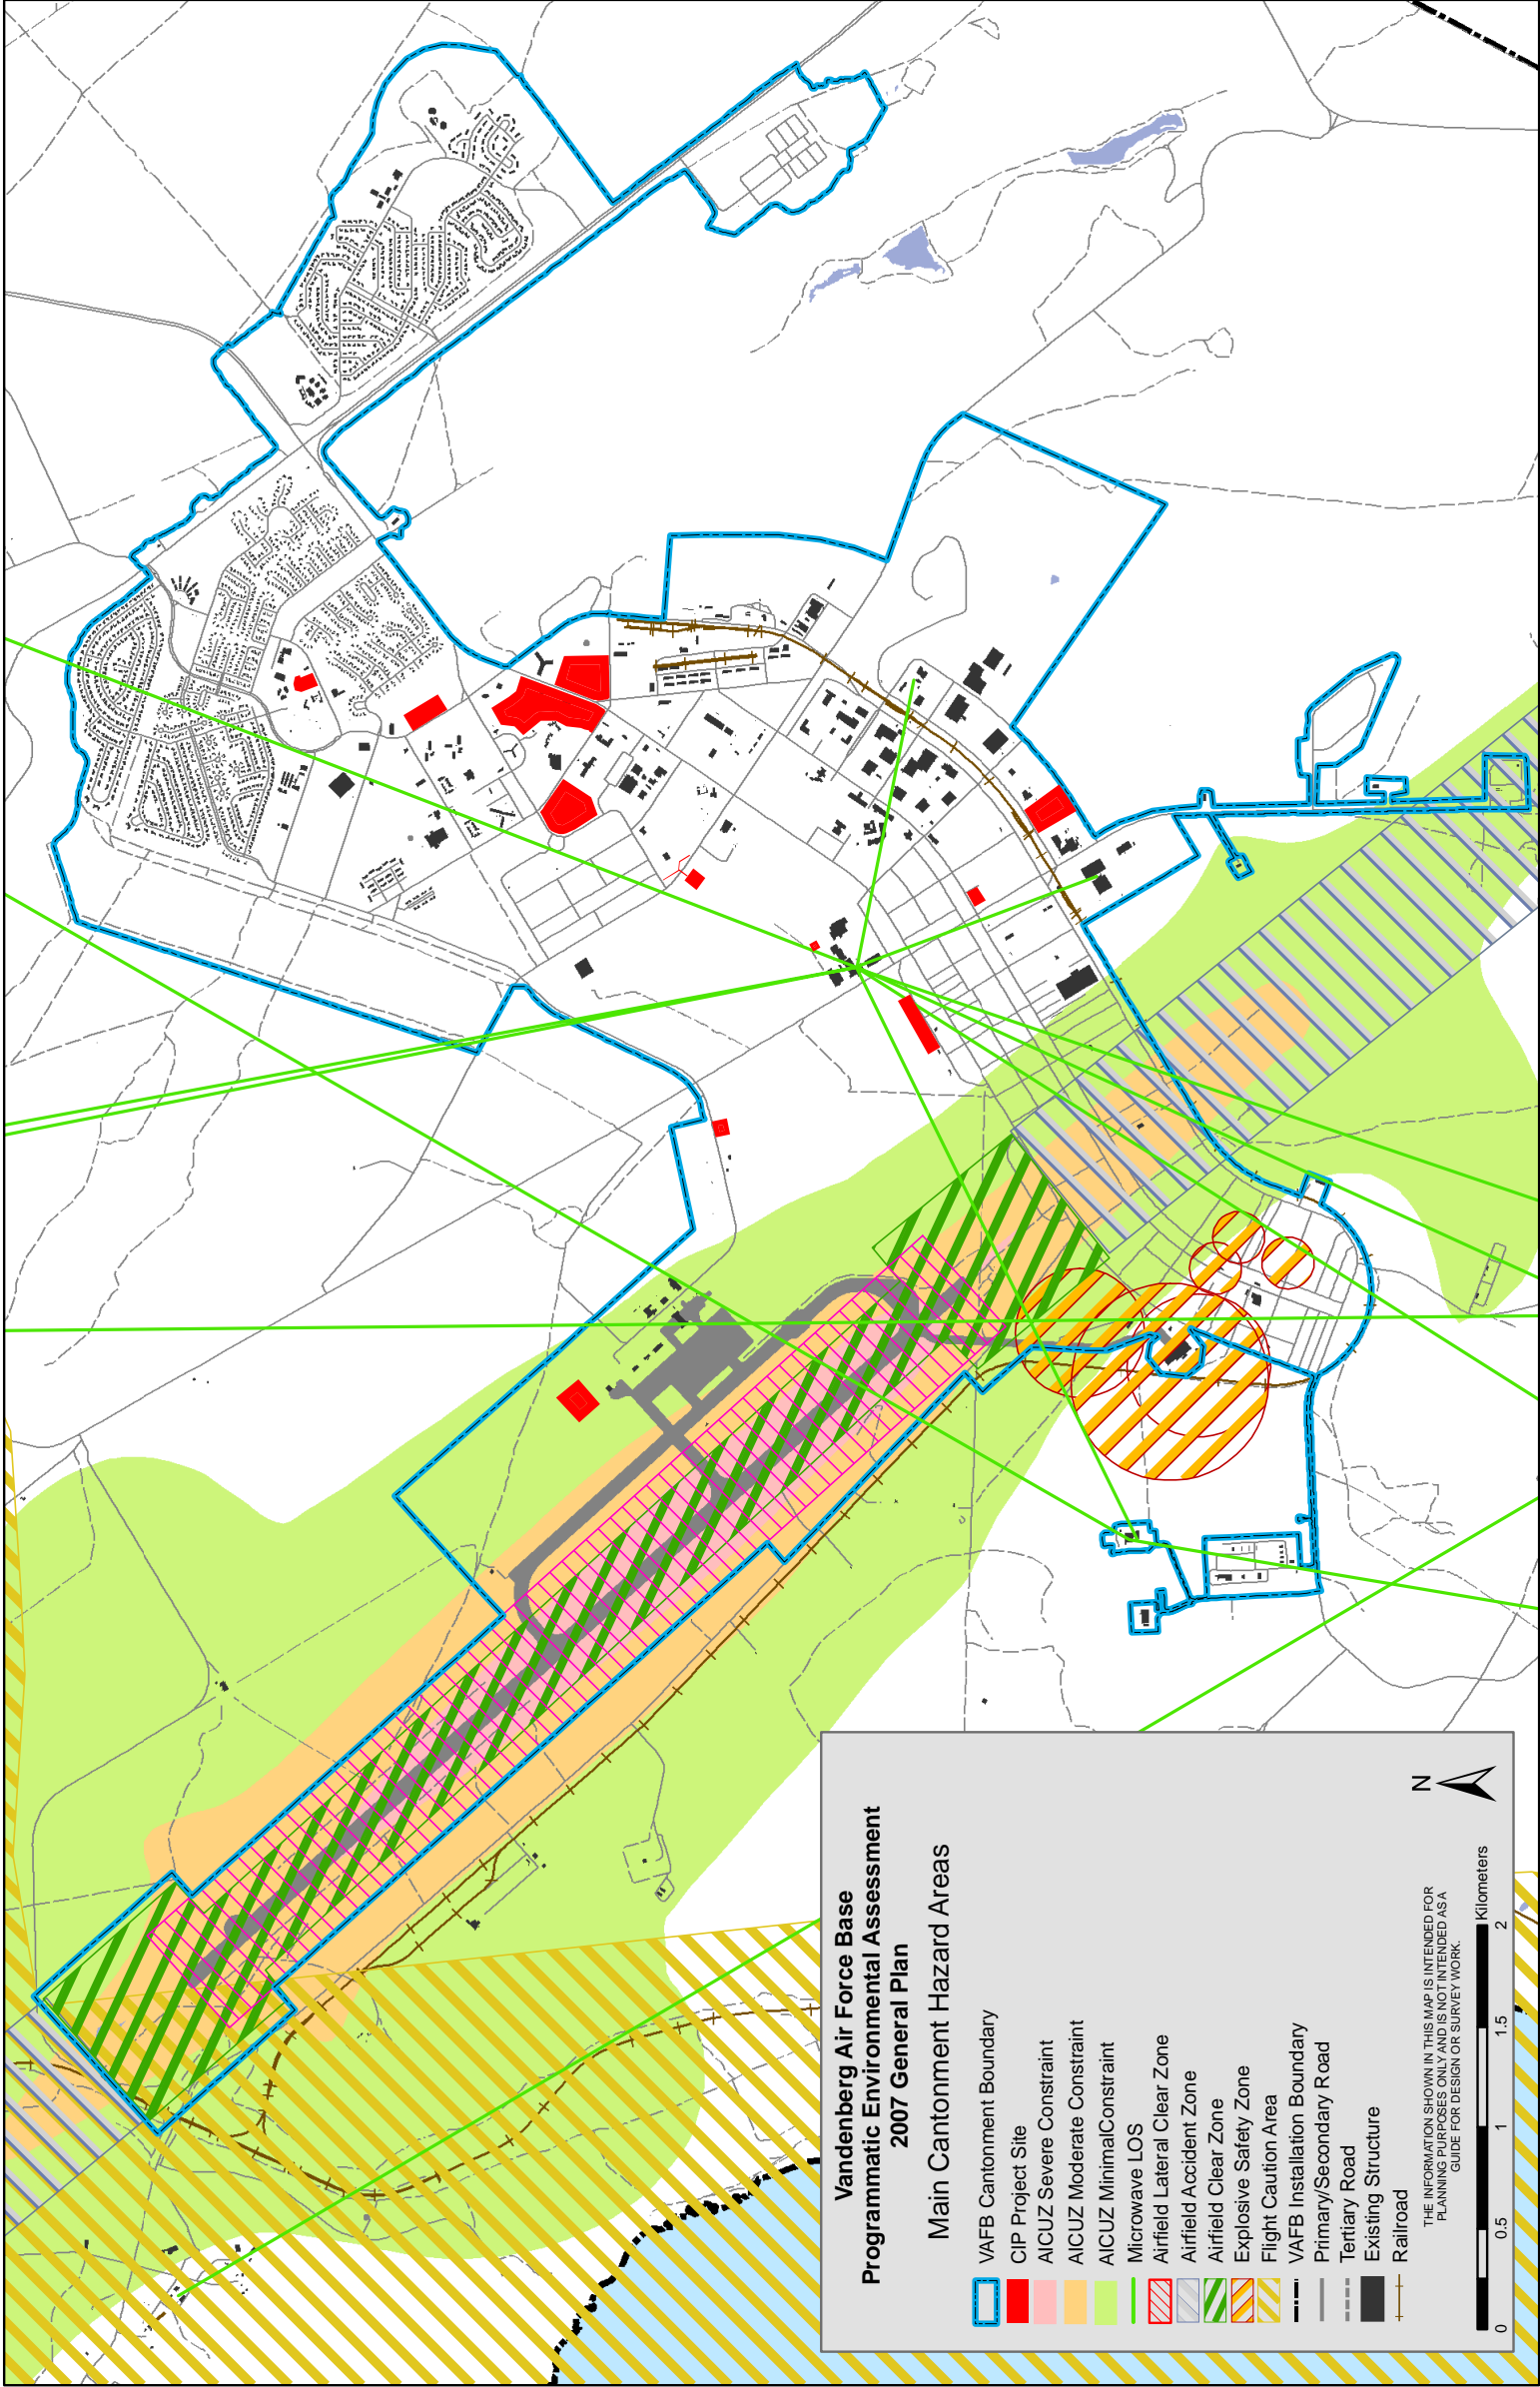 Vandenberg Air Force Base
Programmatic Environmental Assessment
2007 General Plan
Main Cantonment Hazard Areas
VAFB Cantonment Boundary
CIP Project Site
AICUZ Severe Constraint
AICUZ Moderate Constraint
AICUZ MinimalConstraint
Microwave LOS
Airfield Lateral Clear Zone
Airfield Accident Zone
Airfield Clear Zone
Explosive Safety Zone
Flight Caution Area
VAFB Installation Boundary
Primary/Secondary Road
Tertiary Road
Existing Structure
Railroad
N
THE INFORMATION SHOWN IN THIS MAP IS INTENDED FOR
PLANNING PURPOSES ONLY AND IS NOT INTENDED AS A
GUIDE FOR DESIGN OR SURVEY WORK.
Kilometers
0 0.5 1 1.5 2